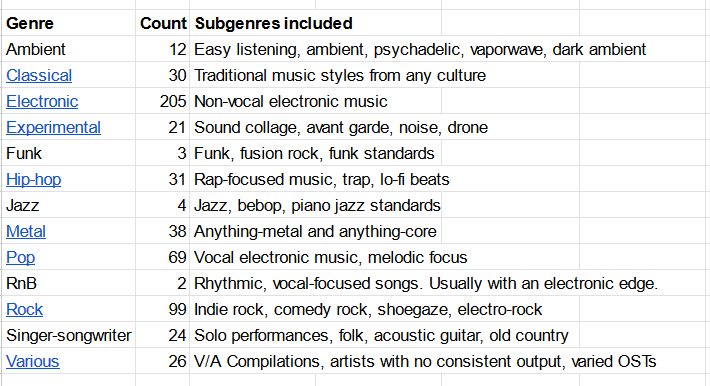 Genre Count Subgenres included
Ambient 12 Easy listening, ambient, psychadelic, vaporwave, dark ambient
Classical 30 Traditional music styles from any culture
Electronic 205 Non-vocal electronic music
Experimental 21 Sound collage, avant garde, noise, drone
Funk 3 Funk, fusion rock, funk standards
Hip-hop 31 Rap-focused music, trap, lo-fi beats
Jazz 4 Jazz, bebop, piano jazz standards
Metal 38 Anything-metal and anything-core
Pop 69 Vocal electronic music, melodic focus
RnB 2 Rhythmic, vocal-focused songs. Usually with an electronic edge.
Rock 99 Indie rock, comedy rock, shoegaze, electro-rock
Singer-songwriter 24 Solo performances, folk, acoustic guitar, old country
Various 26 V/A Compilations, artists with no consistent output, varied OSTs